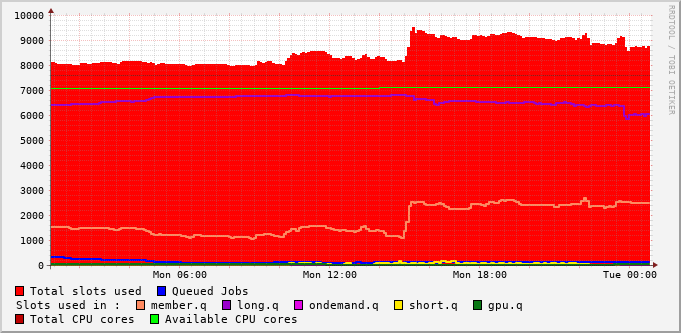 10000
9000
8000
7000
6000
5000
4000
3000
2000
1000
0
Mon 06:00 Mon 12:00 Mon 18:00 Tue 00:00
Total slots used Queued Jobs
Slots used in : member.q long.q ondemand.q short.q gpu.q
Total CPU cores Available CPU cores
RRDTOOL / TOBI OETIKER